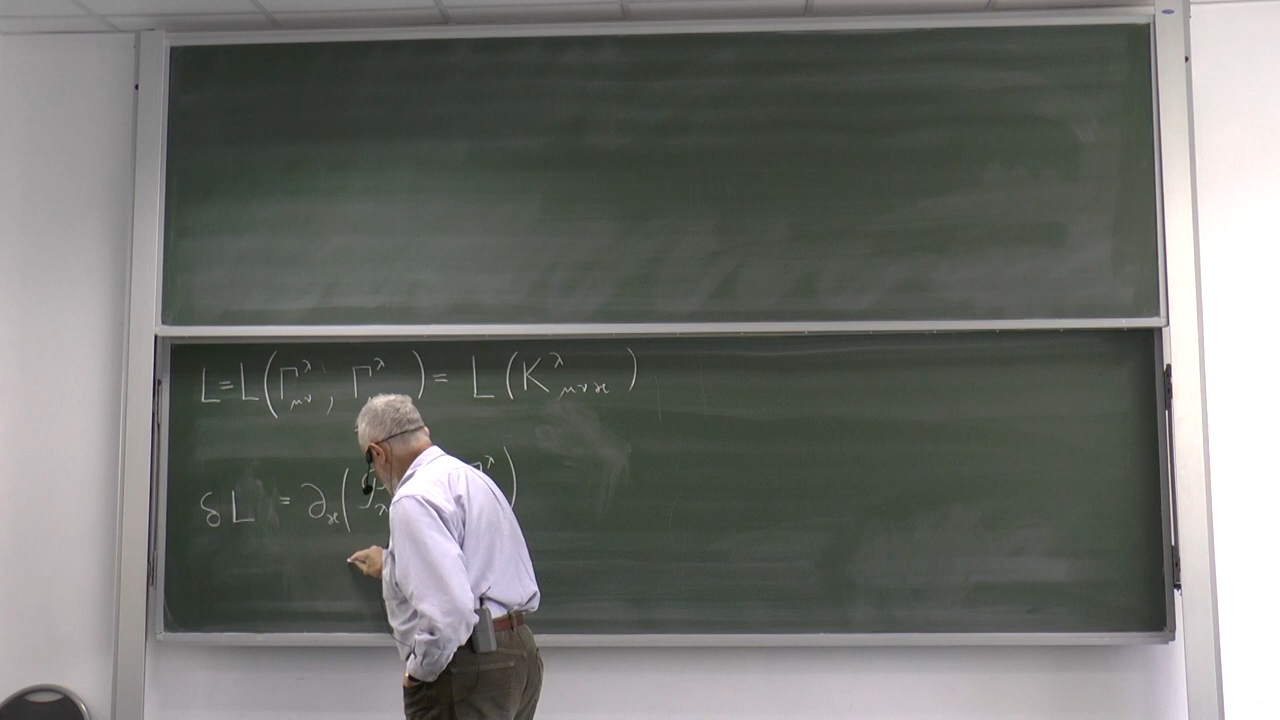 L = L(Γ^λ_μν, Γ^λ ) = L(K^λ_μνϰ)
δL = ∂_ϰ( λ)